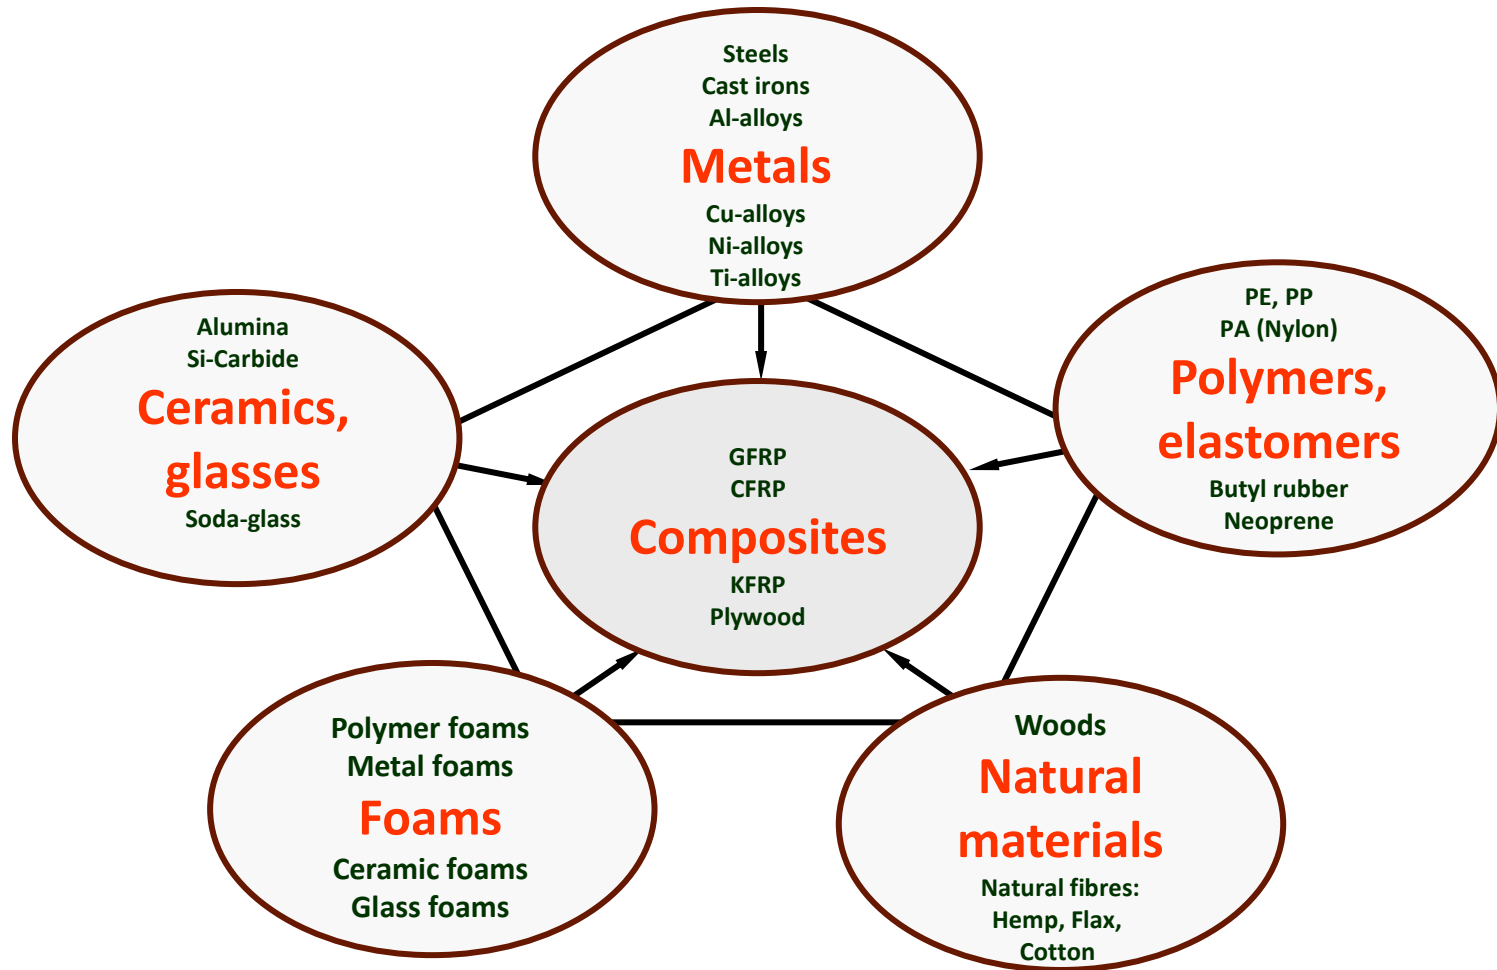 Steels
Cast irons
Al-alloys
Metals
Cu-alloys
Ni-alloys
Ti-alloys
Alumina
Si-Carbide
Ceramics,
glasses
Soda-glass
PE, PP
PA (Nylon)
Polymers,
elastomers
Butyl rubber
Neoprene
GFRP
CFRP
Composites
KFRP
Plywood
Polymer foams
Metal foams
Foams
Ceramic foams
Glass foams
Woods
Natural
materials
Natural fibres:
Hemp, Flax,
Cotton